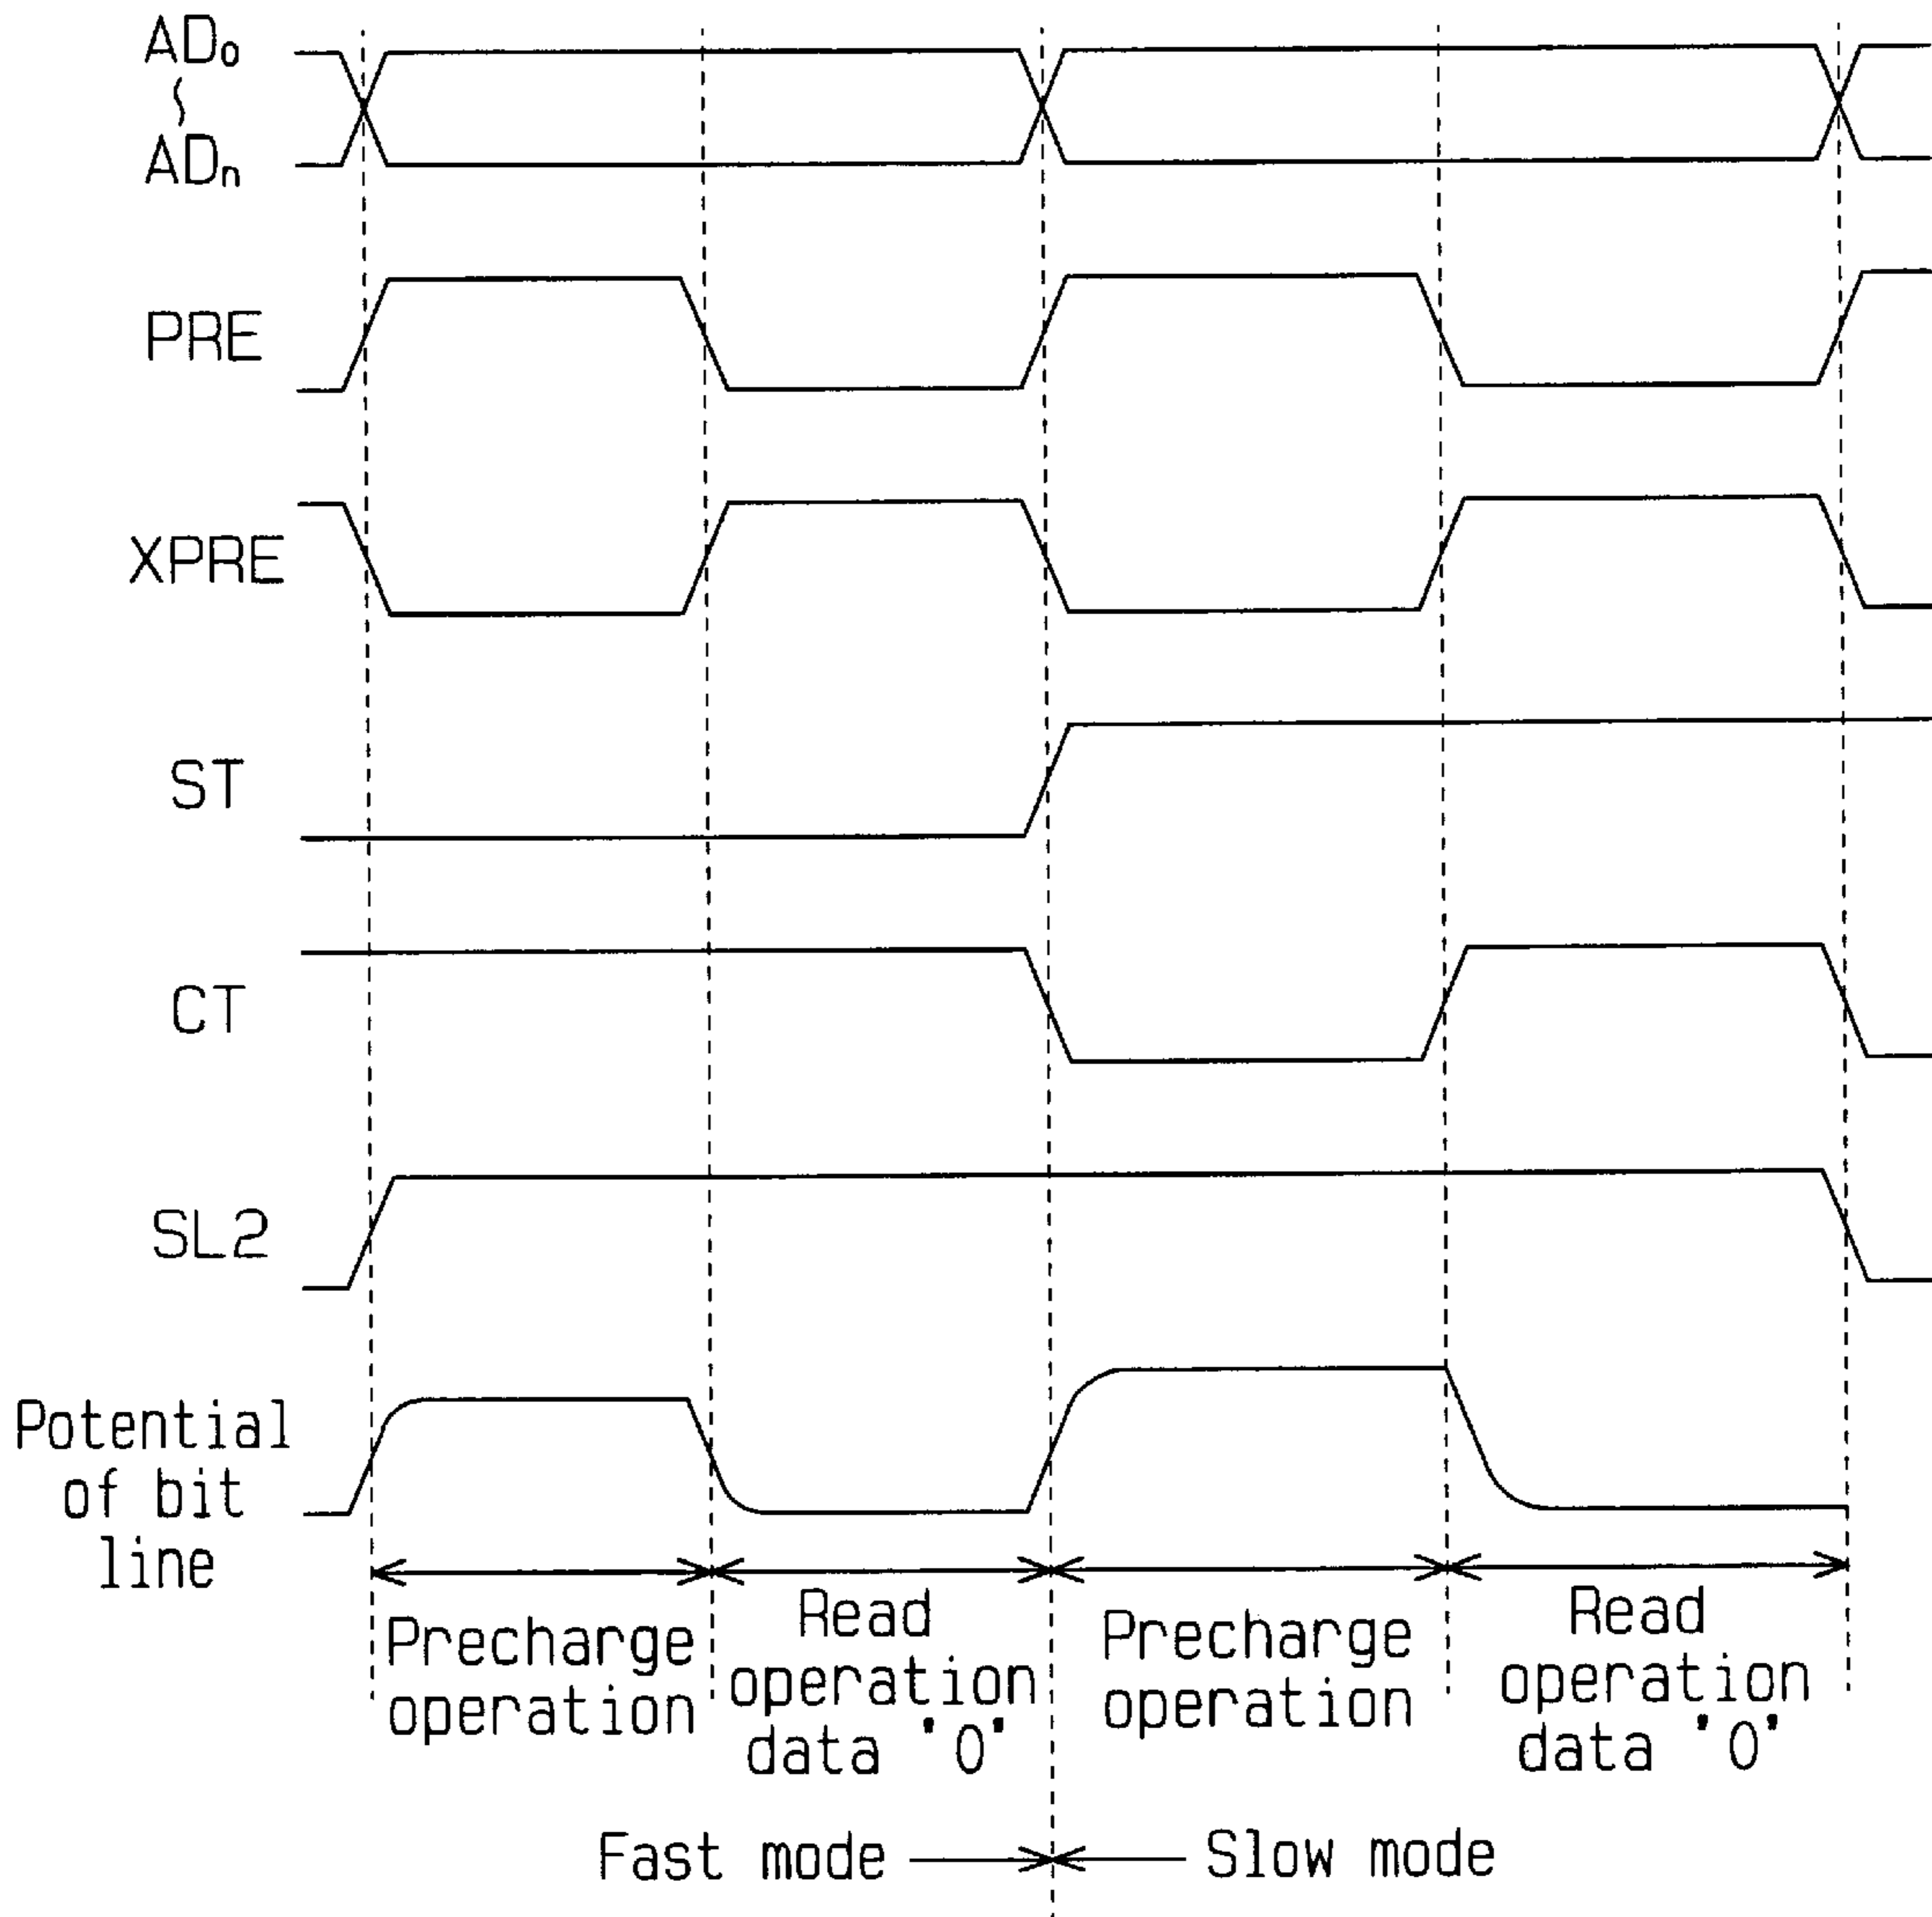 AD₀
~
ADₙ
PRE
XPRE
ST
CT
SL2
Potential
of bit
line
Precharge
operation
Read
operation
data "0"
Precharge
operation
Read
operation
data "0"
Fast mode
Slow mode